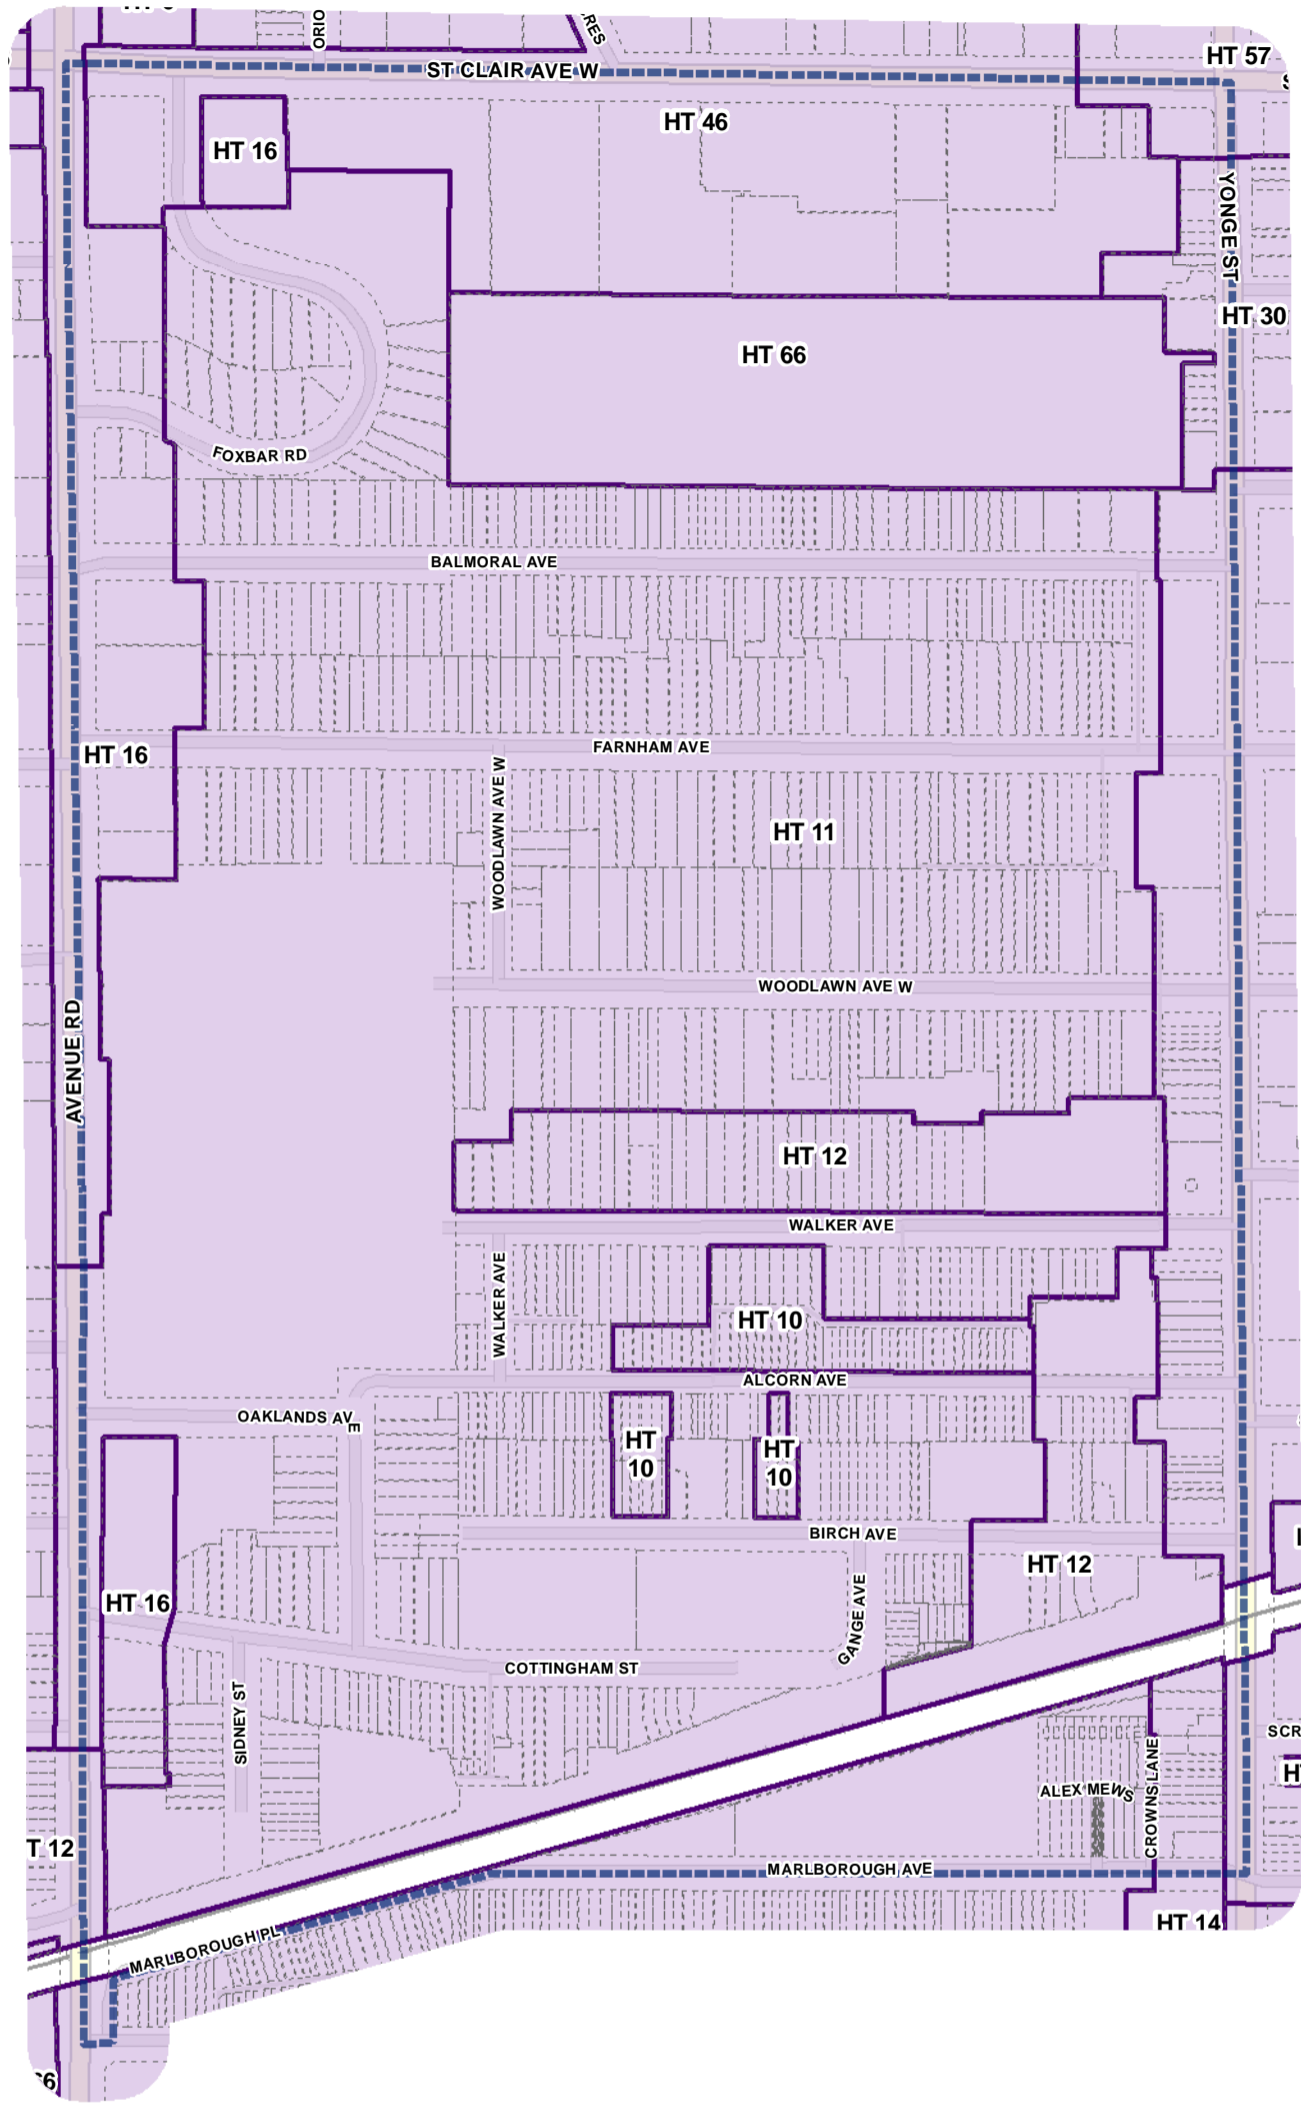 ORIO
HT 57
ST CLAIR AVE W
HT 46
HT 16
YONGE ST
HT 30
HT 66
FOXBAR RD
BALMORAL AVE
FARNHAM AVE
HT 16
WOODLAWN AVE W
HT 11
WOODLAWN AVE W
AVENUE RD
HT 12
WALKER AVE
WALKER AVE
HT 10
ALCORN AVE
OAKLANDS AVE
HT
10
HT
10
BIRCH AVE
HT 12
HT 16
GANGE AVE
COTTINGHAM ST
SIDNEY ST
SCR
CROWNS LANE
ALEX MEWS
T 12
MARLBOROUGH AVE
HT 14
MARLBOROUGH PL